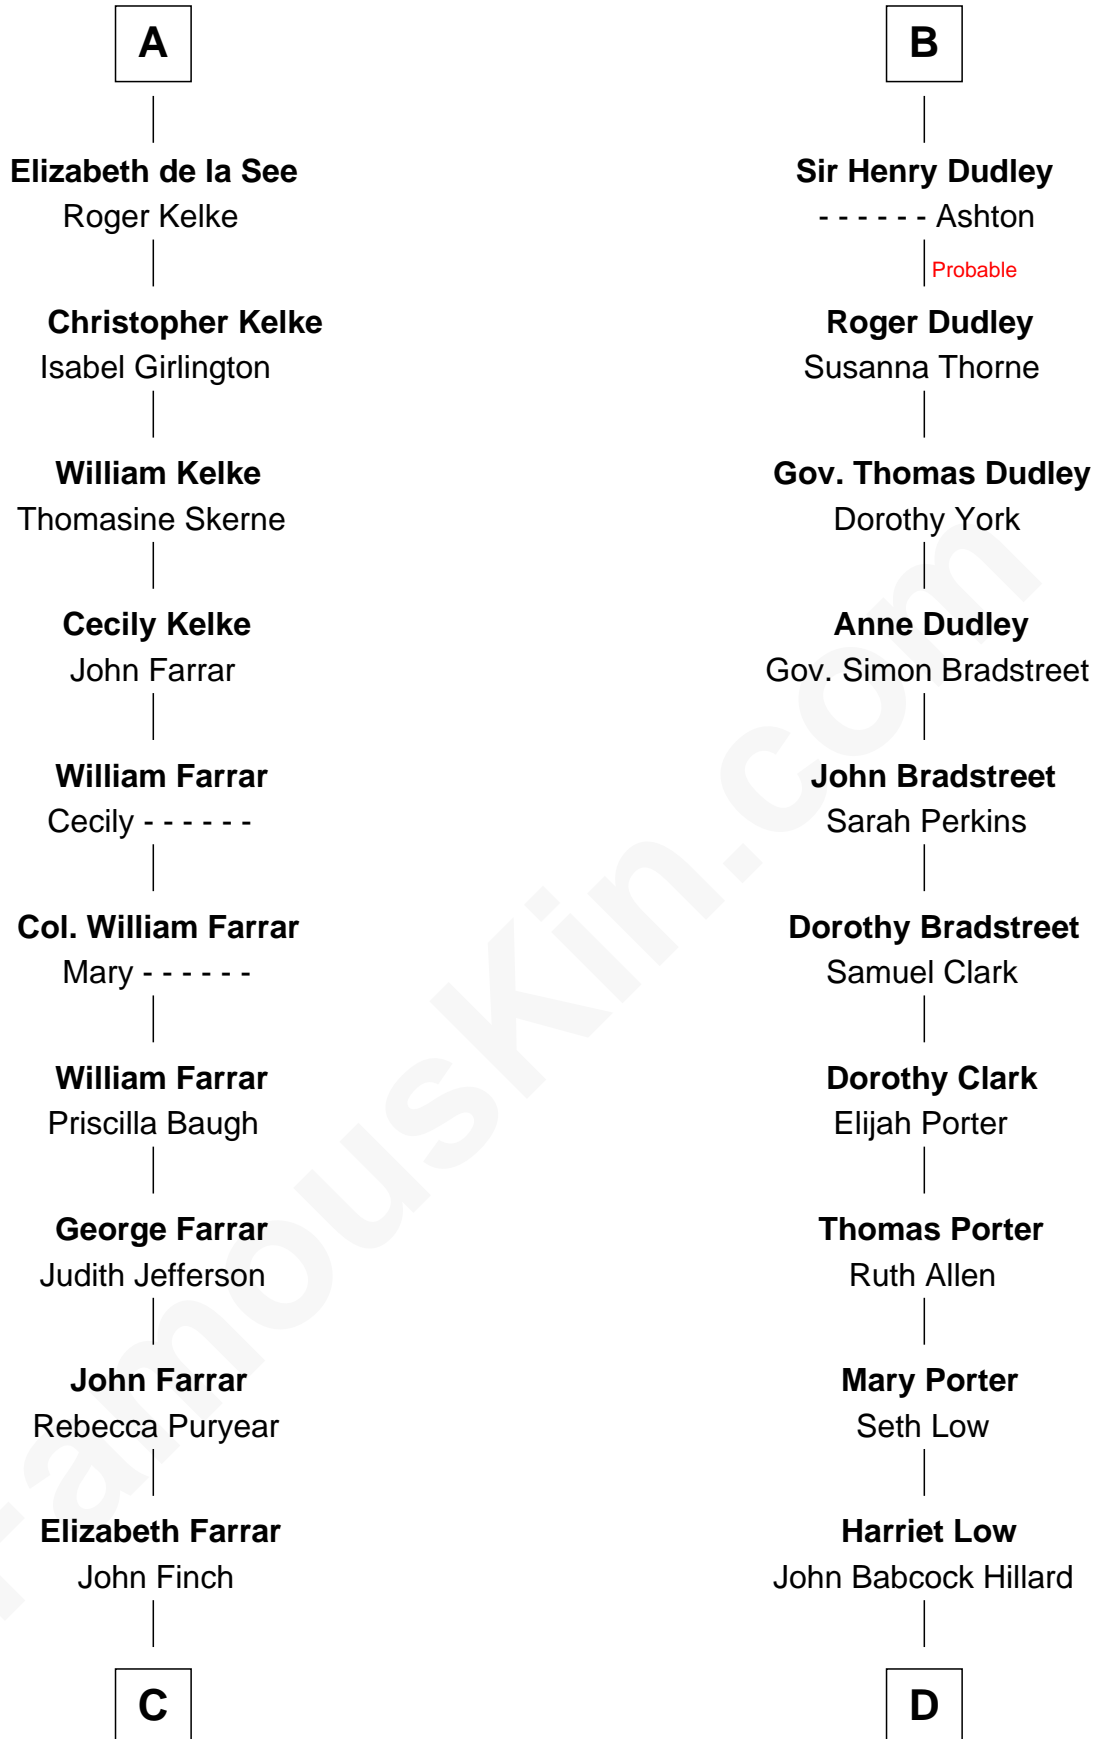 A
Elizabeth de la See
Roger Kelke
Christopher Kelke
Isabel Girlington
William Kelke
Thomasine Skerne
Cecily Kelke
John Farrar
William Farrar
Cecily - - - - - -
Col. William Farrar
Mary - - - - - -
William Farrar
Priscilla Baugh
George Farrar
Judith Jefferson
John Farrar
Rebecca Puryear
Elizabeth Farrar
John Finch
C
B
Sir Henry Dudley
- - - - - - Ashton
Probable
Roger Dudley
Susanna Thorne
Gov. Thomas Dudley
Dorothy York
Anne Dudley
Gov. Simon Bradstreet
John Bradstreet
Sarah Perkins
Dorothy Bradstreet
Samuel Clark
Dorothy Clark
Elijah Porter
Thomas Porter
Ruth Allen
Mary Porter
Seth Low
Harriet Low
John Babcock Hillard
D
FamousKin.com